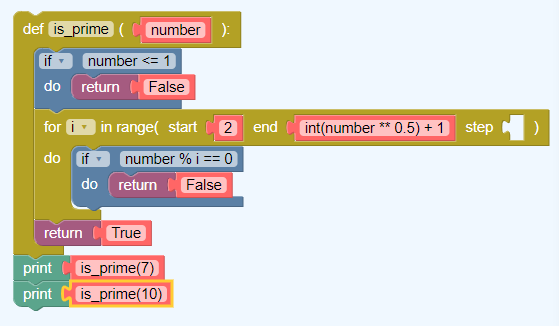 def is_prime ( number ):
if number <= 1
do return False
for i in range( start 2 end int(number ** 0.5) + 1 step )
do if number % i == 0
do return False
return True
print is_prime(7)
print is_prime(10)